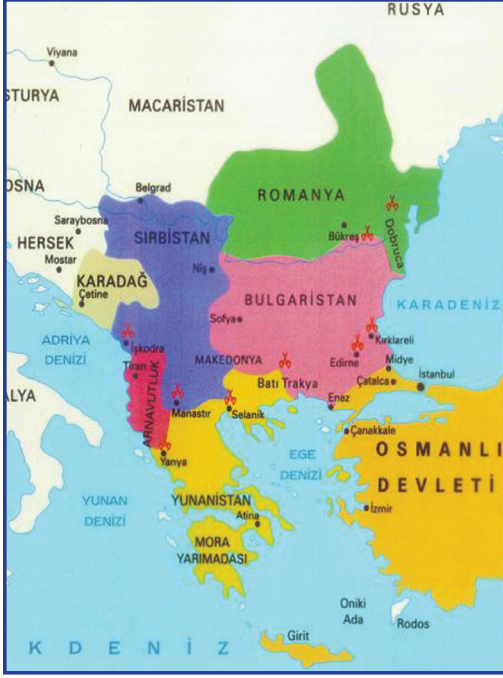 RUSYA
Viyana
STURYA
MACARİSTAN
OSNA
Belgrad
ROMANYA
Saraybosna
SIRBİSTAN
Bükreş
Dobruca
HERSEK
Mostar
KARADAĞ
Niş
Çetine
BULGARİSTAN
KARADENİZ
Sofya
ADRİYA
DENİZİ
İşkodra
Kırklareli
Tiran
MAKEDONYA
Edirne
Midye
ARNAVUTLUK
Batı Trakya
Çatalca
İstanbul
ALYA
Manastır
Selanik
Enez
Çanakkale
Yanya
EGE
DENİZİ
OSMANLI
DEVLETİ
YUNAN
DENİZİ
YUNANİSTAN
Atina
İzmir
MORA
YARIMADASI
Oniki
Ada
Rodos
Girit
KDENİZ